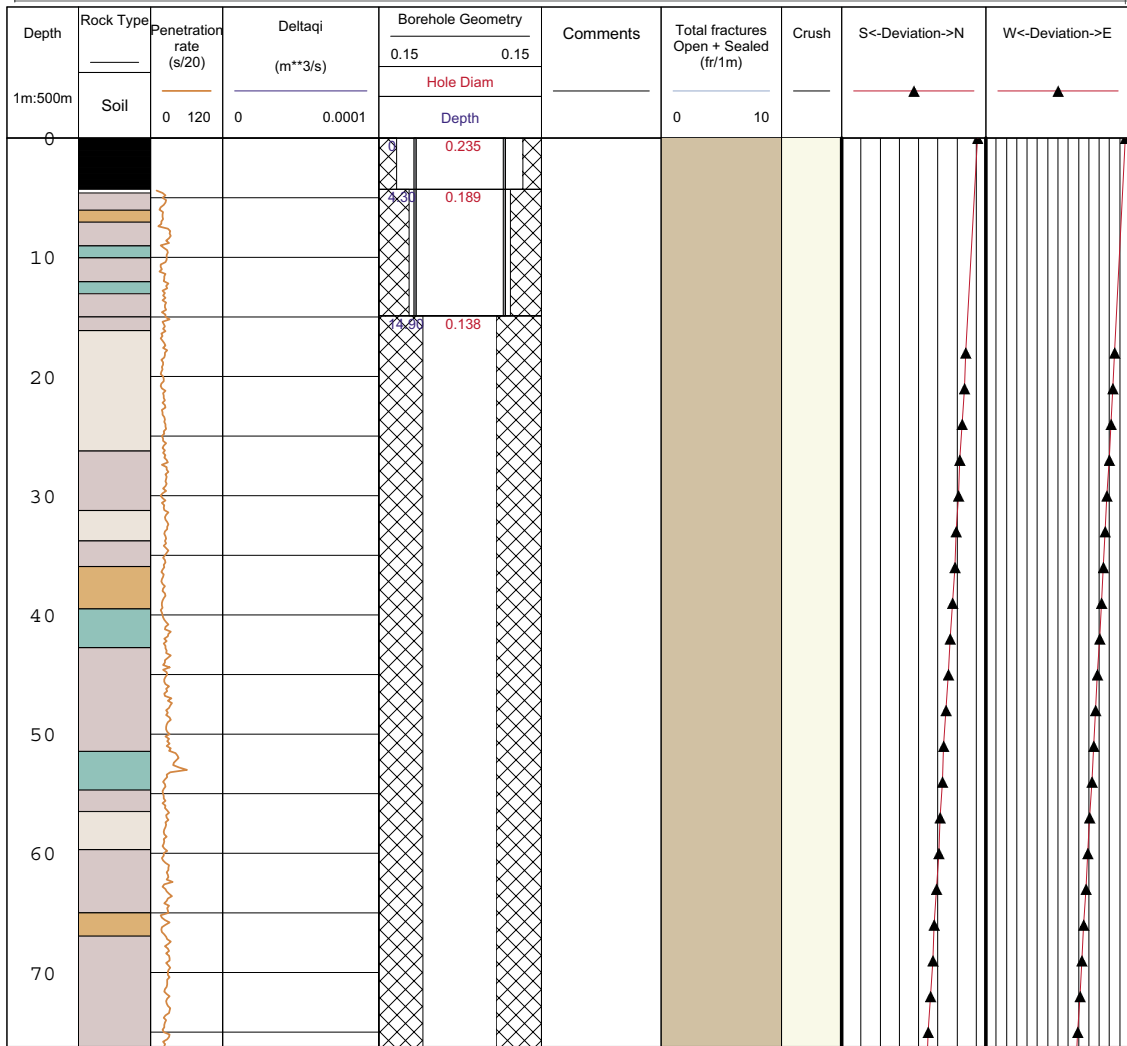 Depth
1m:500m
Rock Type
Soil
Penetration
rate
(s/20)
0 120
Deltaqi
(m**3/s)
0 0.0001
Borehole Geometry
0.15 0.15
Hole Diam
Depth
Comments
Total fractures
Open + Sealed
(fr/1m)
0 10
Crush
S<-Deviation->N
W<-Deviation->E
0
0 0.235
4.30 0.189
10
14.90 0.138
20
30
40
50
60
70